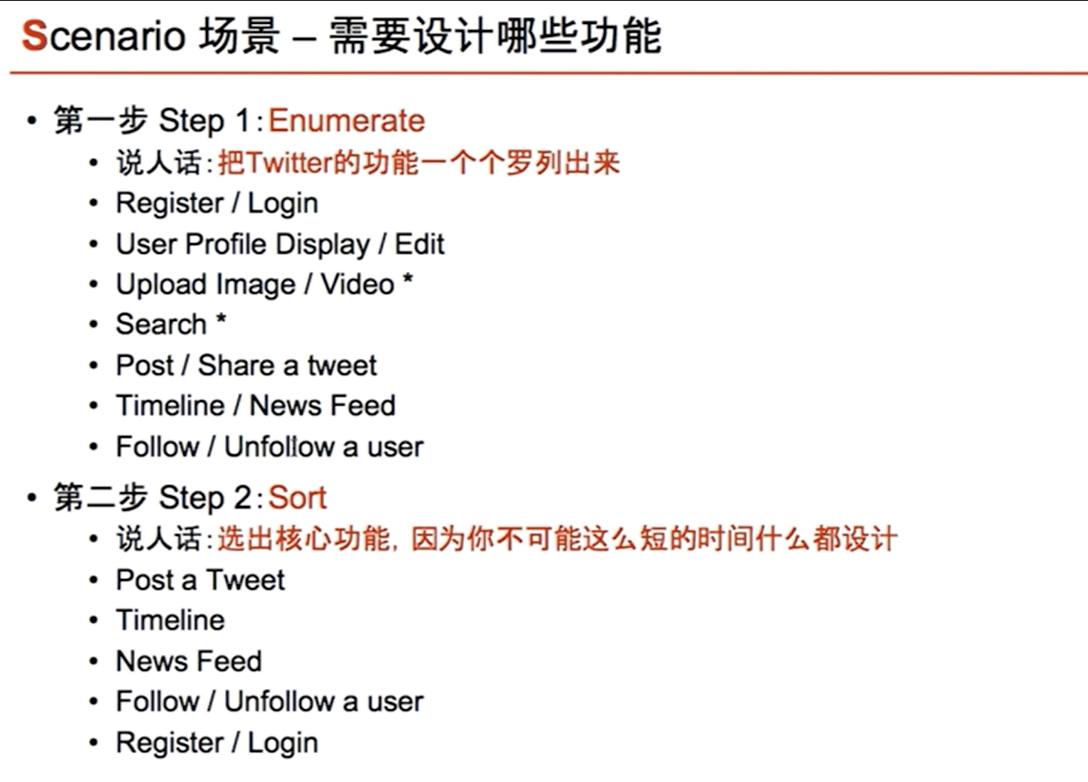 Scenario 场景 – 需要设计哪些功能
• 第一步 Step 1:Enumerate
• 说人话:把Twitter的功能一个个罗列出来
• Register / Login
• User Profile Display / Edit
• Upload Image / Video *
• Search *
• Post / Share a tweet
• Timeline / News Feed
• Follow / Unfollow a user
• 第二步 Step 2:Sort
• 说人话:选出核心功能, 因为你不可能这么短的时间什么都设计
• Post a Tweet
• Timeline
• News Feed
• Follow / Unfollow a user
• Register / Login